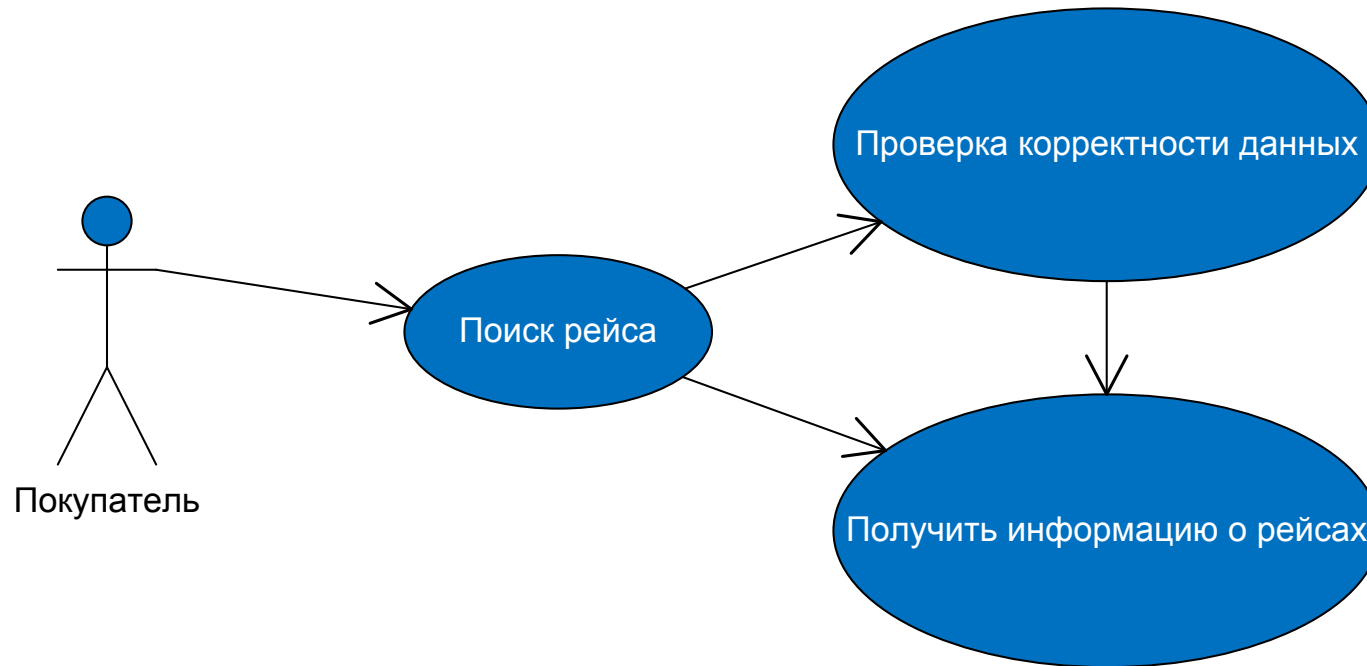 Проверка корректности данных
Поиск рейса
Покупатель
Получить информацию о рейсах